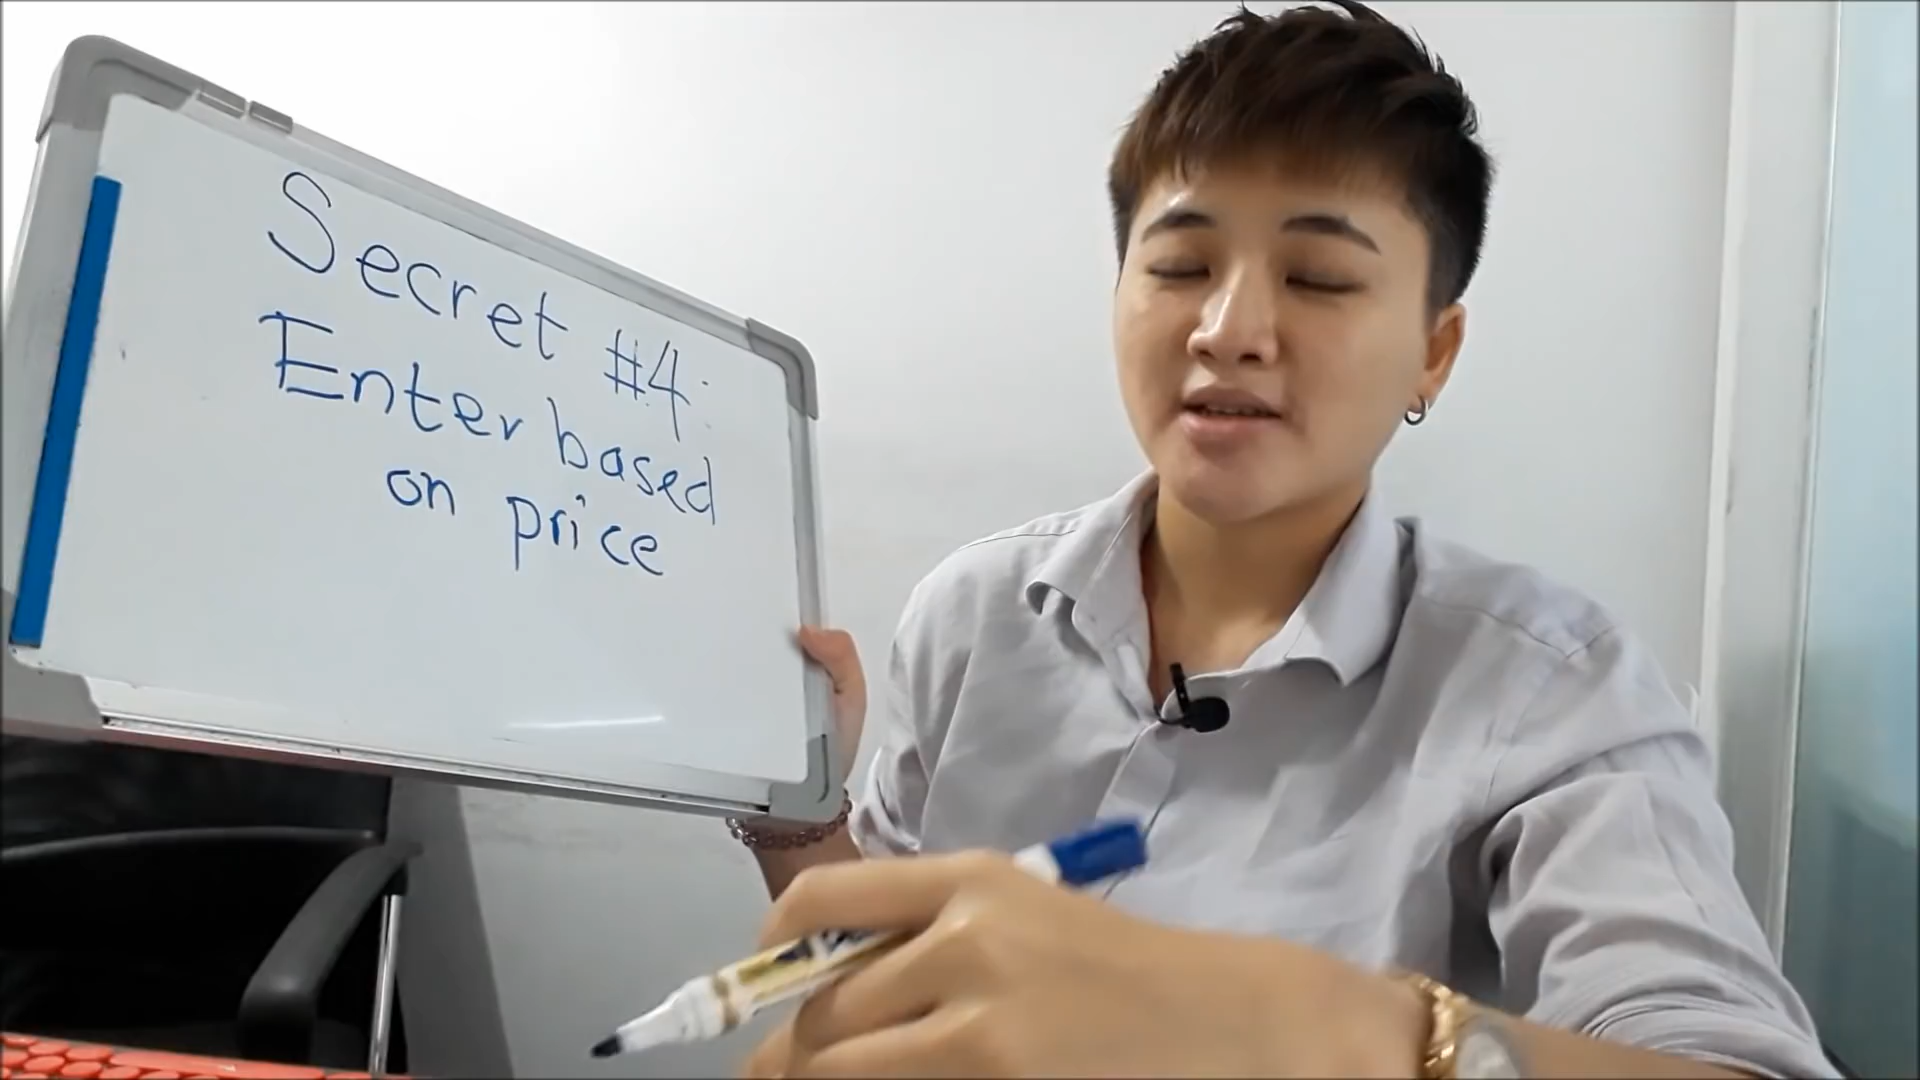 Secret #4:
Enter based
on price